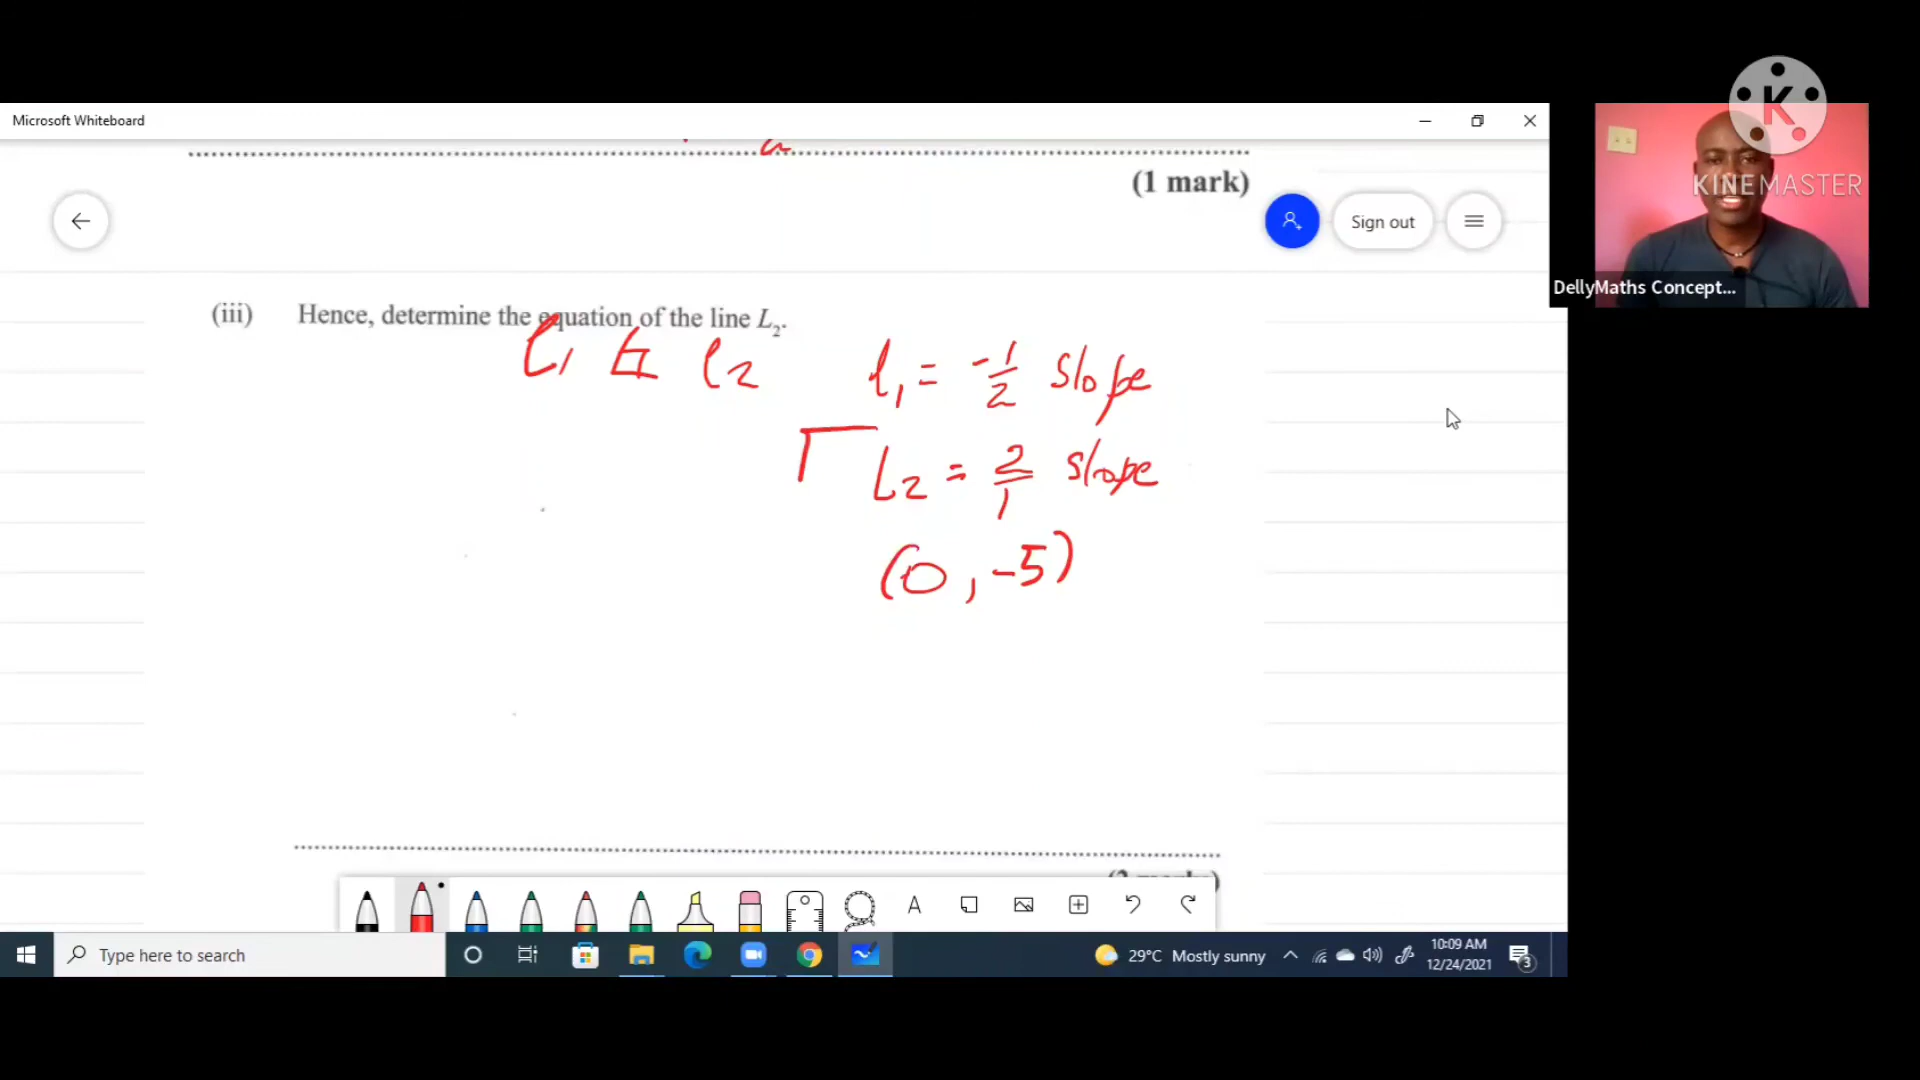 Microsoft Whiteboard
K
KINEMASTER
(1 mark)
Sign out
DellyMaths Concept...
(iii) Hence, determine the equation of the line L₂.
l₁ l₂
l₁ = -1/2 slope
L₂ = 2/1 slope
(0, -5)
A
Type here to search
29°C Mostly sunny
10:09 AM
12/24/2021
3